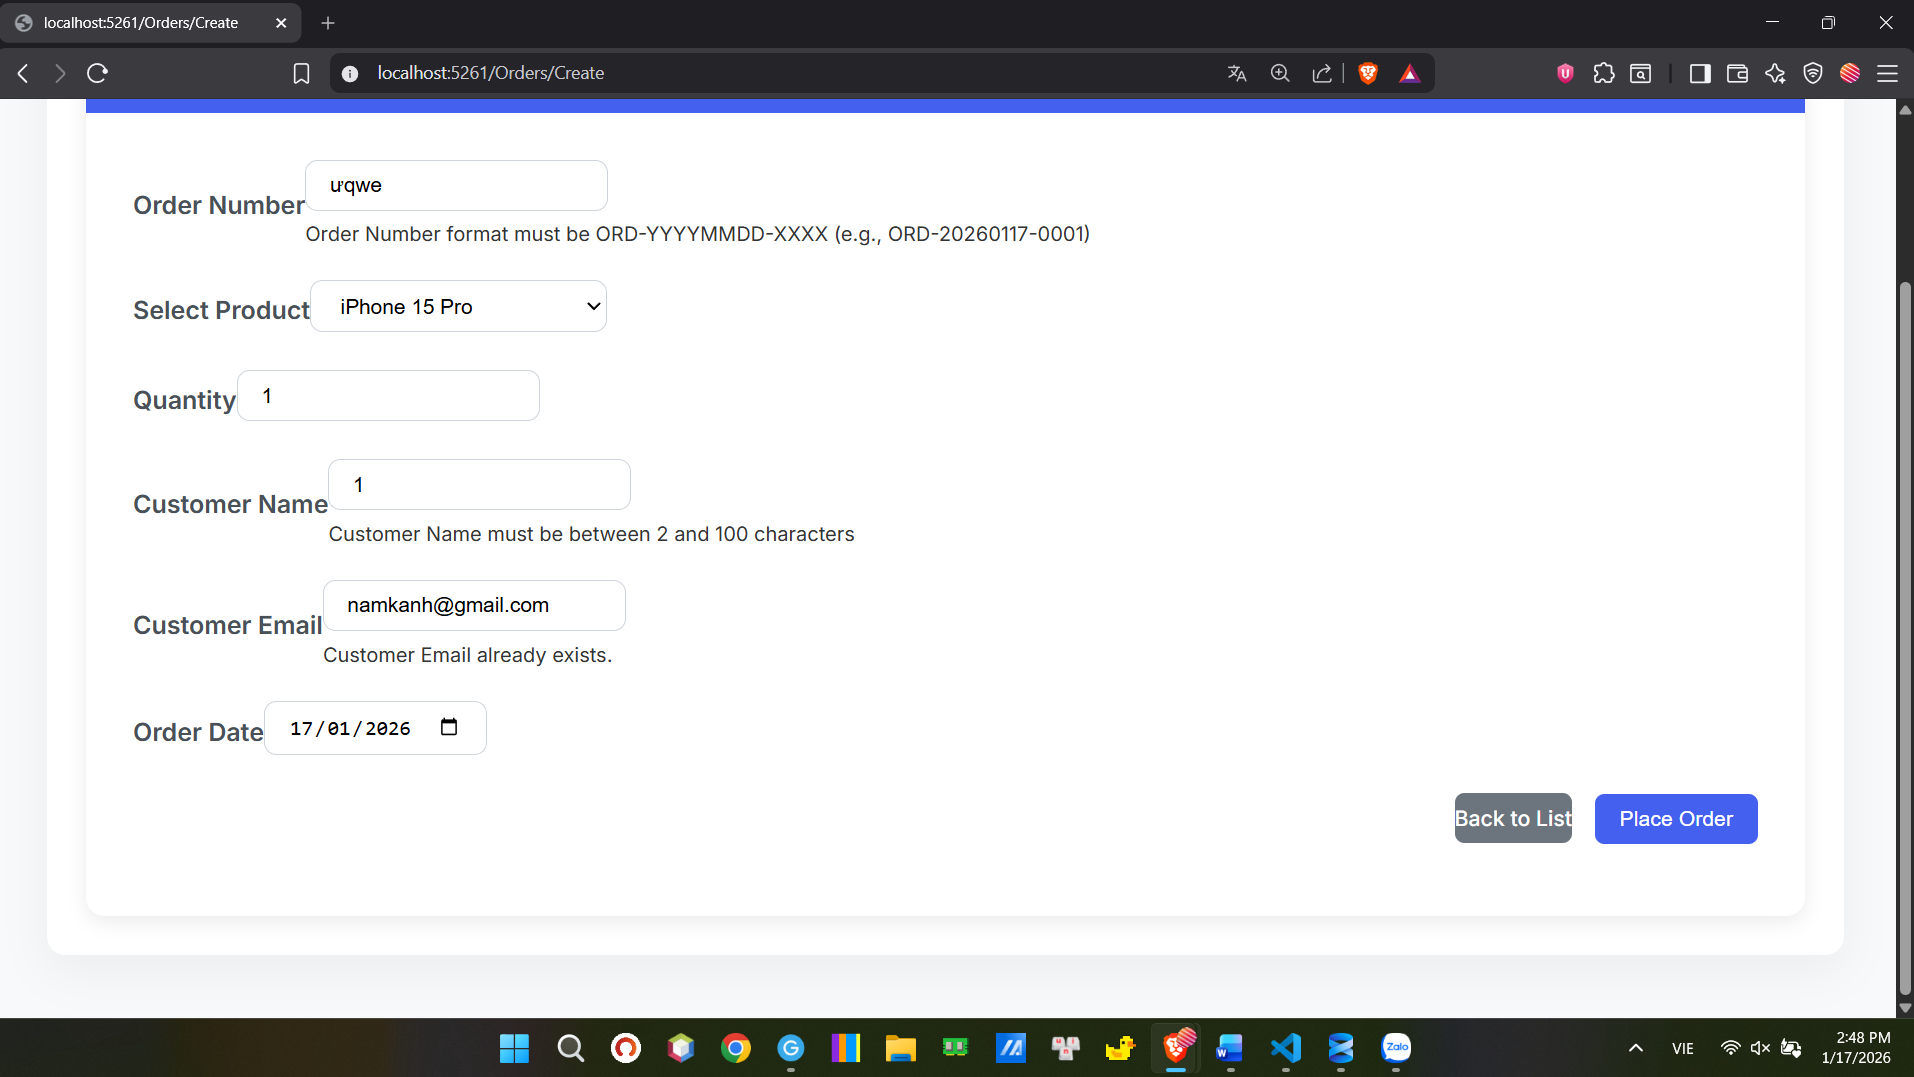 localhost:5261/Orders/Create
localhost:5261/Orders/Create
Order Number
ưqwe
Order Number format must be ORD-YYYYMMDD-XXXX (e.g., ORD-20260117-0001)
Select Product
iPhone 15 Pro
Quantity
1
Customer Name
1
Customer Name must be between 2 and 100 characters
Customer Email
namkanh@gmail.com
Customer Email already exists.
Order Date
17/01/2026
Back to List
Place Order
Zalo
VIE
2:48 PM
1/17/2026